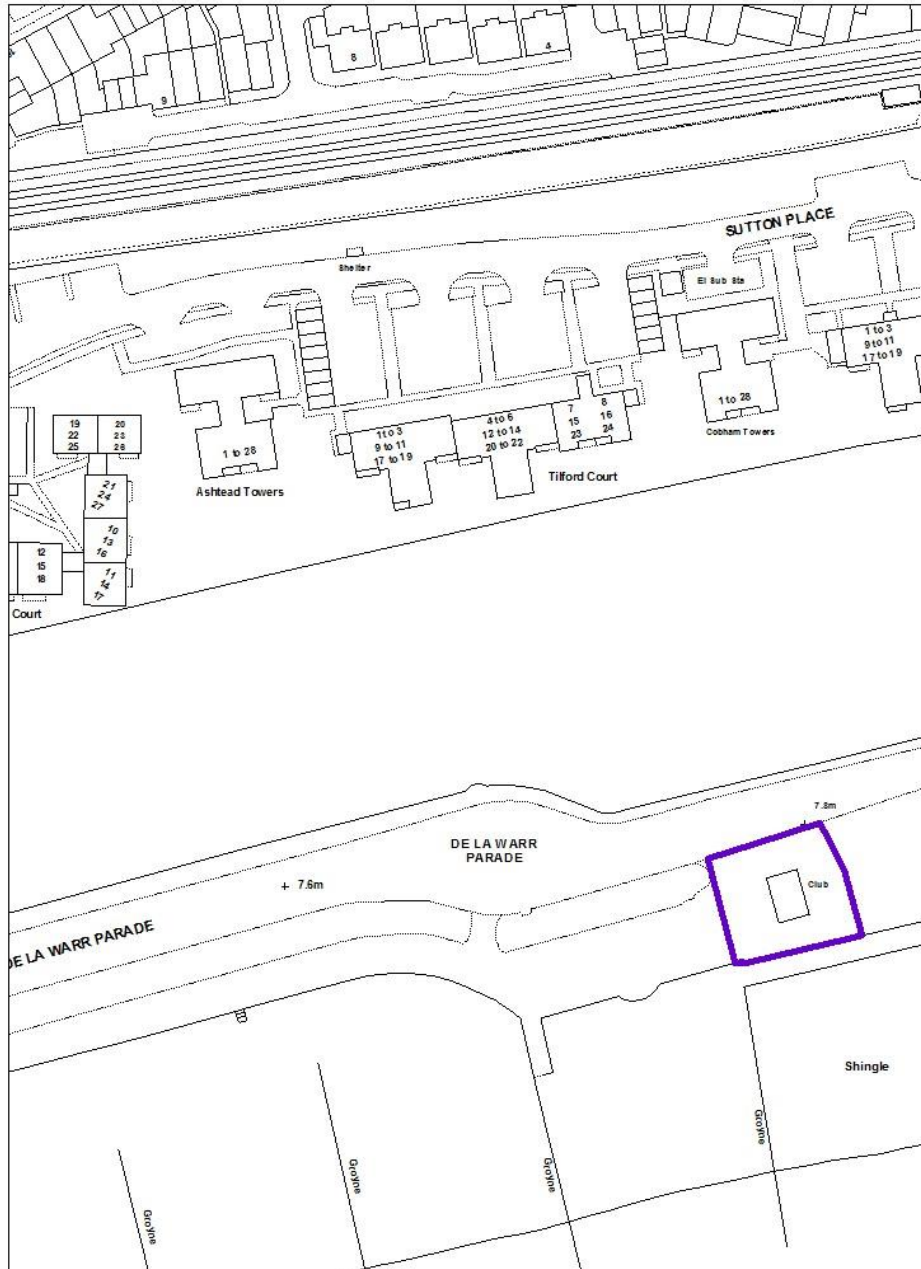 8
4
9
SUTTON PLACE
Shelter
El Sub Sta
1 to 3
9 to 11
17 to 19
19
22
25
20
23
26
1 to 28
Ashtead Towers
1 to 3
9 to 11
17 to 19
4 to 6
12 to 14
20 to 22
7
15
23
8
16
24
Tilford Court
1 to 28
Cobham Towers
21
24
27
10
13
16
11
14
17
12
15
18
Court
7.8m
DE LA WARR
PARADE
7.6m
Club
DE LA WARR PARADE
Shingle
Groyne
Groyne
Groyne
Groyne